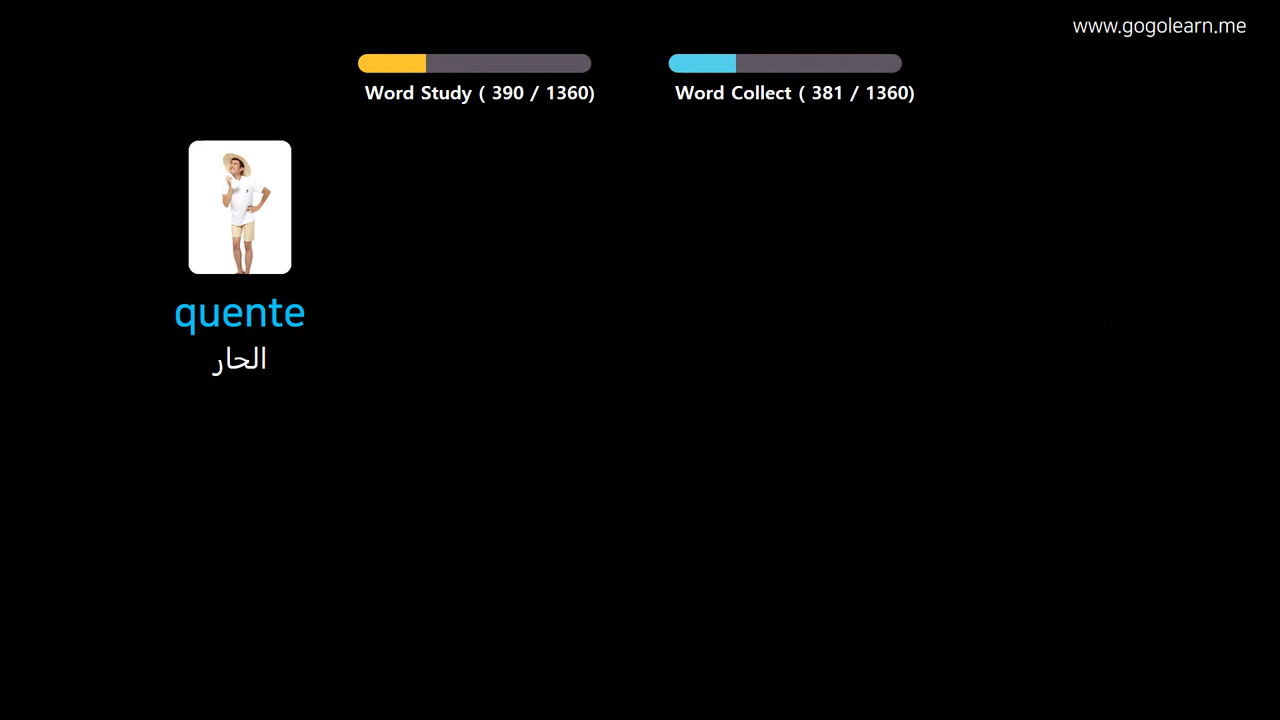 www.gogolearn.me
Word Study ( 390 / 1360)
Word Collect ( 381 / 1360)
quente
الحار